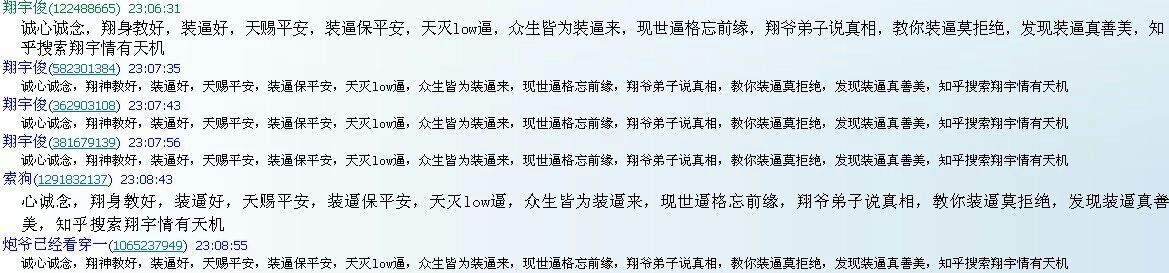 翔宇俊(122488665) 23:06:31
诚心诚念，翔身教好，装逼好，天赐平安，装逼保平安，天灭low逼，众生皆为装逼来，现世逼格忘前缘，翔爷弟子说真相，教你装逼莫拒绝，发现装逼真善美，知
乎搜索翔宇情有天机
翔宇俊(582301384) 23:07:35
诚心诚念，翔神教好，装逼好，天赐平安，装逼保平安，天灭low逼，众生皆为装逼来，现世逼格忘前缘，翔爷弟子说真相，教你装逼莫拒绝，发现装逼真善美，知乎搜索翔宇情有天机
翔宇俊(362903108) 23:07:43
诚心诚念，翔神教好，装逼好，天赐平安，装逼保平安，天灭low逼，众生皆为装逼来，现世逼格忘前缘，翔爷弟子说真相，教你装逼莫拒绝，发现装逼真善美，知乎搜索翔宇情有天机
翔宇俊(381679139) 23:07:56
诚心诚念，翔神教好，装逼好，天赐平安，装逼保平安，天灭low逼，众生皆为装逼来，现世逼格忘前缘，翔爷弟子说真相，教你装逼莫拒绝，发现装逼真善美，知乎搜索翔宇情有天机
索狗(1291832137) 23:08:43
心诚念，翔身教好，装逼好，天赐平安，装逼保平安，天灭low逼，众生皆为装逼来，现世逼格忘前缘，翔爷弟子说真相，教你装逼莫拒绝，发现装逼真善
美，知乎搜索翔宇情有天机
炮爷已经看穿一(1065237949) 23:08:55
诚心诚念，翔神教好，装逼好，天赐平安，装逼保平安，天灭low逼，众生皆为装逼来，现世逼格忘前缘，翔爷弟子说真相，教你装逼莫拒绝，发现装逼真善美，知乎搜索翔宇情有天机